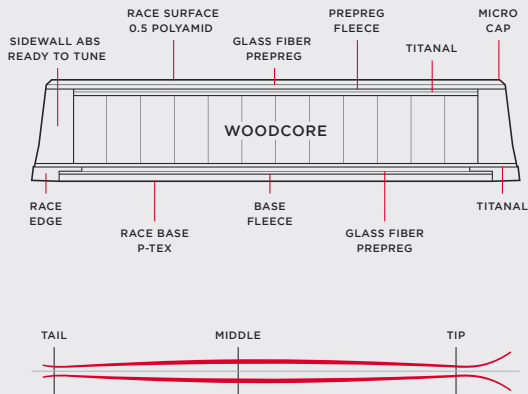 RACE SURFACE
0.5 POLYAMID
PREPREG
FLEECE
MICRO
CAP
SIDEWALL ABS
READY TO TUNE
GLASS FIBER
PREPREG
TITANAL
WOODCORE
RACE
EDGE
RACE BASE
P-TEX
BASE
FLEECE
GLASS FIBER
PREPREG
TITANAL
TAIL
MIDDLE
TIP